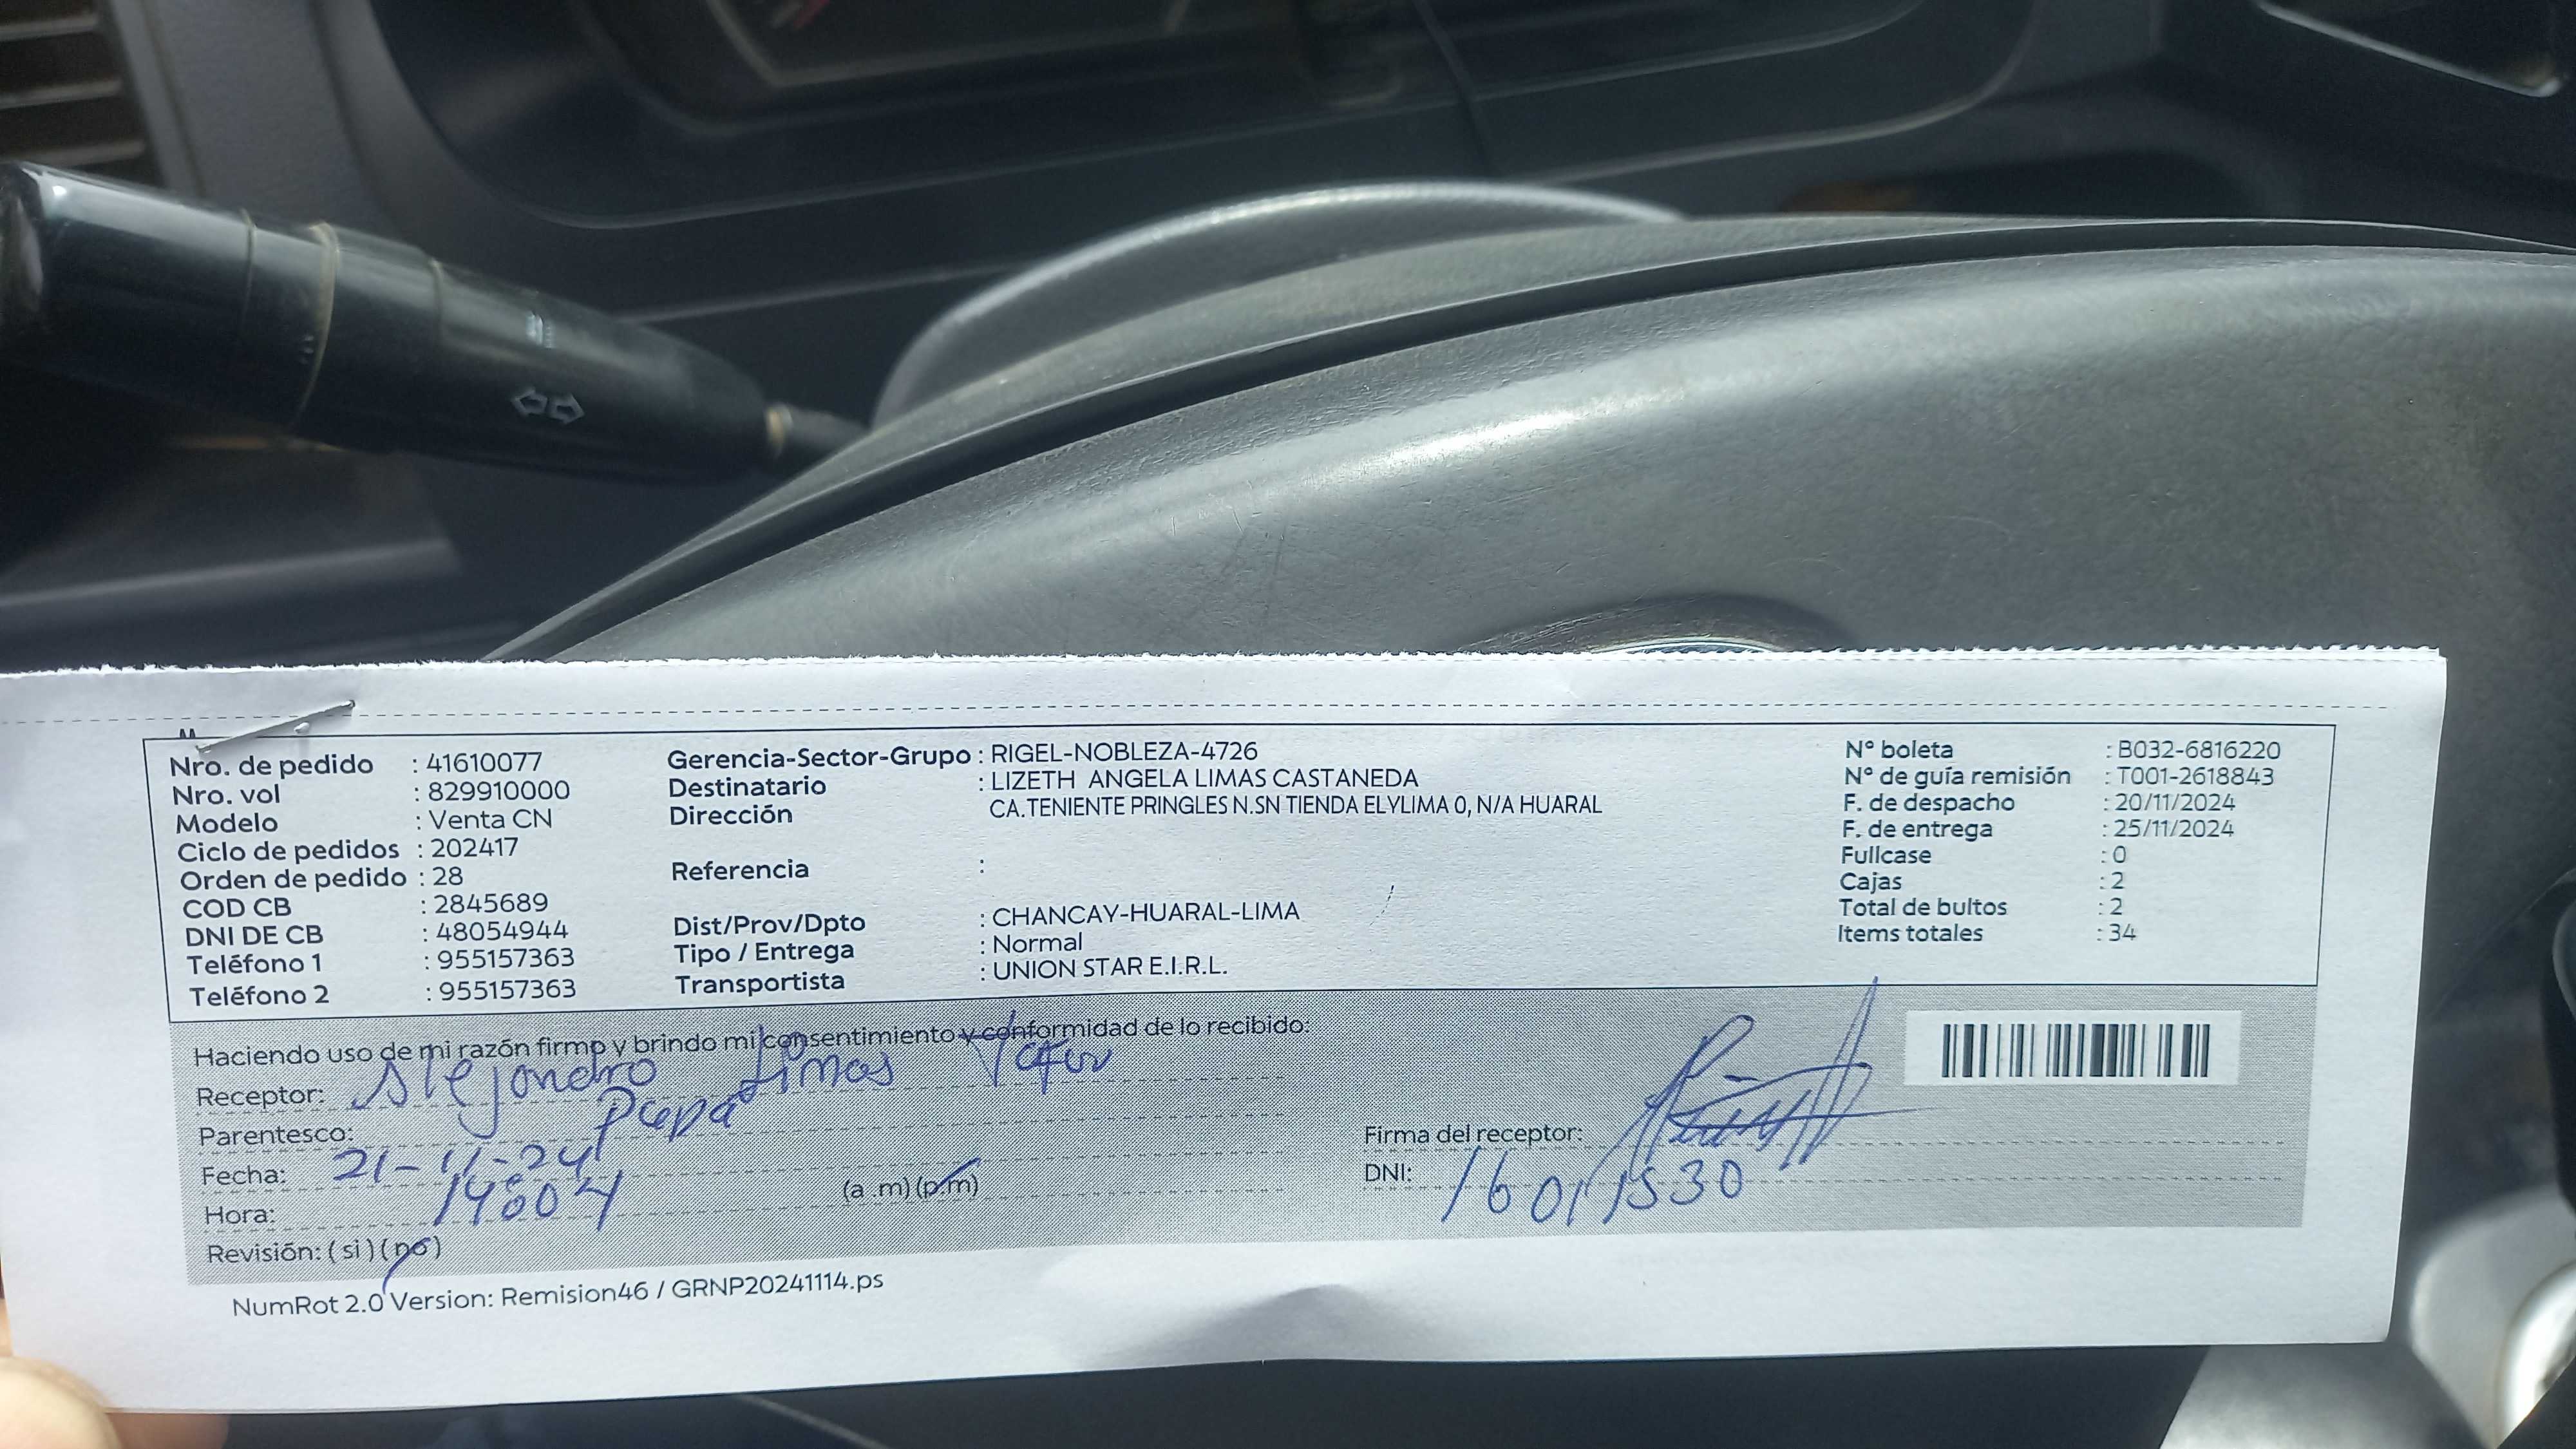 Nro. de pedido : 41610077
Nro. vol : 829910000
Modelo : Venta CN
Ciclo de pedidos : 202417
Orden de pedido : 28
COD CB : 2845689
DNI DE CB : 48054944
Teléfono 1 : 955157363
Teléfono 2 : 955157363
Gerencia-Sector-Grupo : RIGEL-NOBLEZA-4726
Destinatario : LIZETH ANGELA LIMAS CASTANEDA
Dirección CA.TENIENTE PRINGLES N.SN TIENDA ELYLIMA 0, N/A HUARAL
Referencia :
Dist/Prov/Dpto : CHANCAY-HUARAL-LIMA
Tipo / Entrega : Normal
Transportista : UNION STAR E.I.R.L.
N° boleta : B032-6816220
N° de guía remisión : T001-2618843
F. de despacho : 20/11/2024
F. de entrega : 25/11/2024
Fullcase : 0
Cajas : 2
Total de bultos : 2
Items totales : 34
Haciendo uso de mi razón firmo y brindo mi consentimiento y conformidad de lo recibido:
Receptor: Alejandro Limas
Parentesco: Papá
Fecha: 21-11-24
Hora: 14:04 (a .m) (p.m)
Revisión: ( si ) ( no )
Firma del receptor:
DNI: 16011530
NumRot 2.0 Version: Remision46 / GRNP20241114.ps